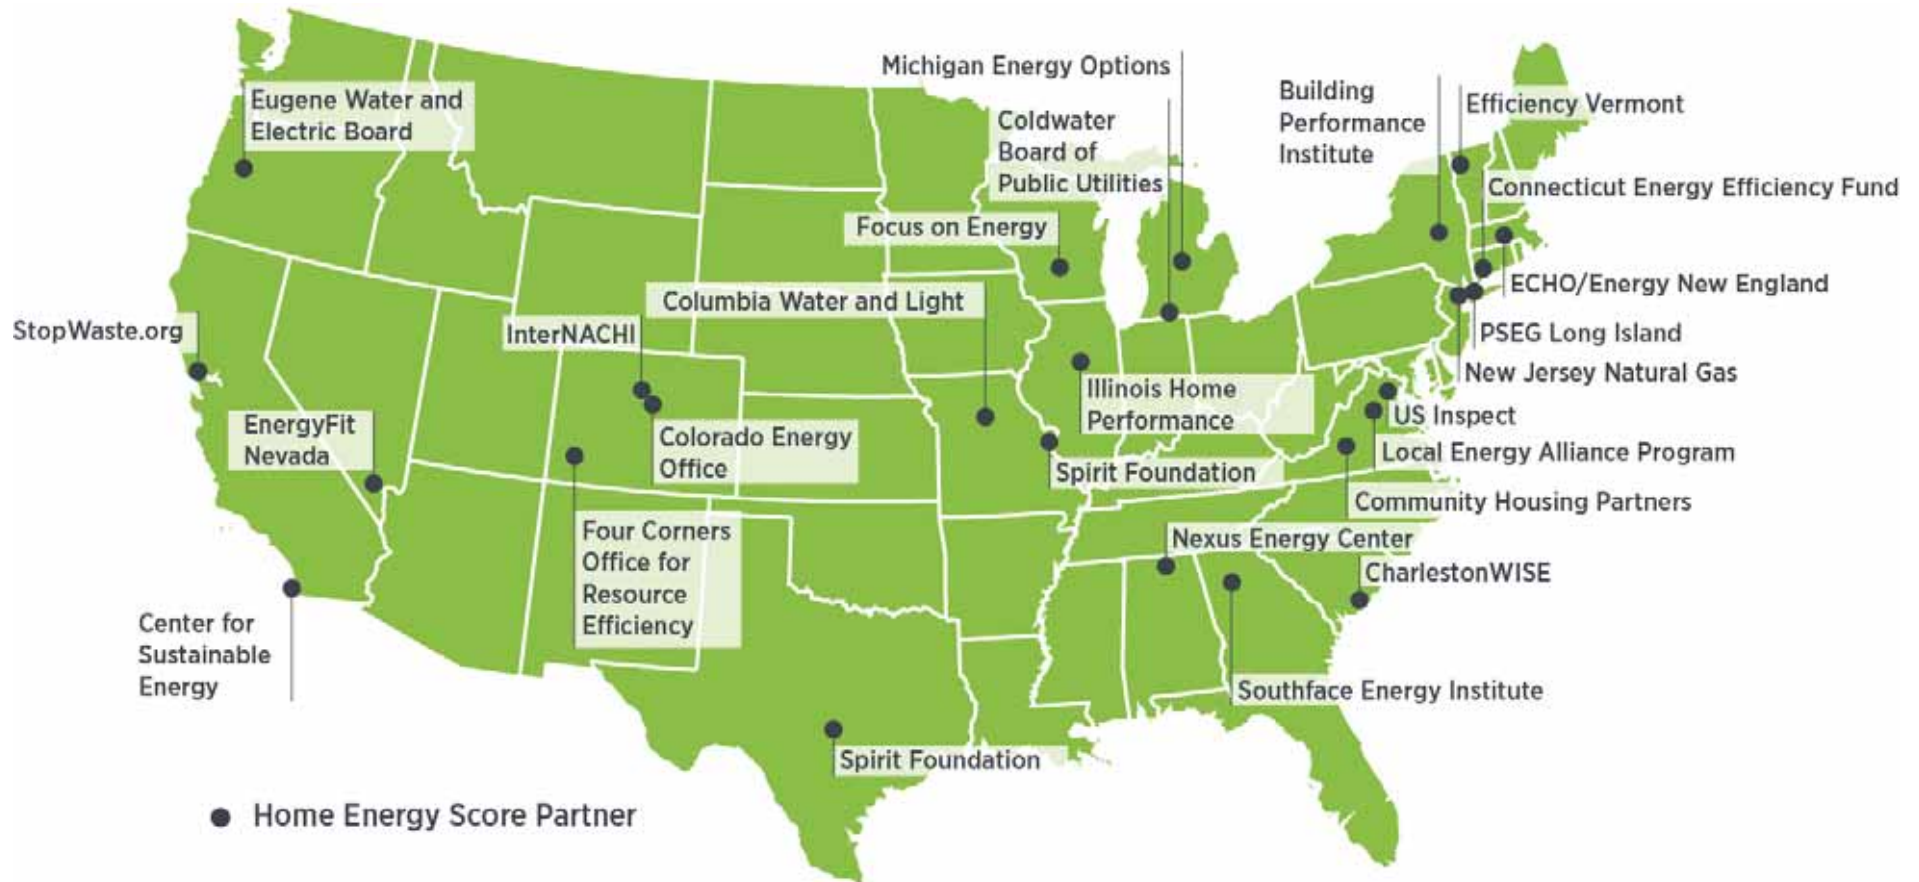 Michigan Energy Options
Eugene Water and
Electric Board
Coldwater
Board of
Public Utilities
Building
Performance
Institute
Efficiency Vermont
Connecticut Energy Efficiency Fund
Focus on Energy
ECHO/Energy New England
Columbia Water and Light
StopWaste.org
InterNACHI
PSEG Long Island
New Jersey Natural Gas
Illinois Home
Performance
US Inspect
EnergyFit
Nevada
Colorado Energy
Office
Local Energy Alliance Program
Spirit Foundation
Community Housing Partners
Four Corners
Office for
Resource
Efficiency
Nexus Energy Center
CharlestonWISE
Center for
Sustainable
Energy
Southface Energy Institute
Spirit Foundation
Home Energy Score Partner